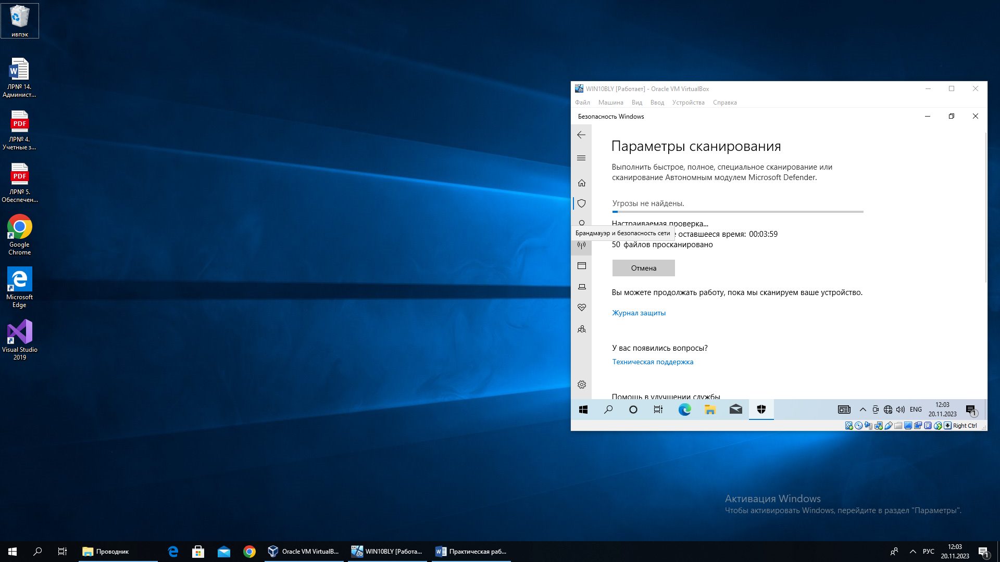 ивпэк
ЛР№ 14.
Админист...
PDF
ЛР№ 4.
Учетные з...
PDF
ЛР№ 5.
Обеспечен...
Google
Chrome
Microsoft
Edge
Visual Studio
2019
WIN10BLY [Работает] - Oracle VM VirtualBox
Файл Машина Вид Ввод Устройства Справка
Безопасность Windows
Параметры сканирования
Выполнить быстрое, полное, специальное сканирование или
сканирование Автономным модулем Microsoft Defender.
Угрозы не найдены.
Настраиваемая проверка...
Брандмауэр и безопасность сети
оставшееся время: 00:03:59
50 файлов просканировано
Отмена
Вы можете продолжать работу, пока мы сканируем ваше устройство.
Журнал защиты
У вас появились вопросы?
Техническая поддержка
Помощь в улучшении службы
ENG
12:03
20.11.2023
1
Right Ctrl
Активация Windows
Чтобы активировать Windows, перейдите в раздел "Параметры".
Проводник
Oracle VM VirtualB...
WIN10BLY [Работа...
Практическая раб...
РУС
12:03
20.11.2023
1